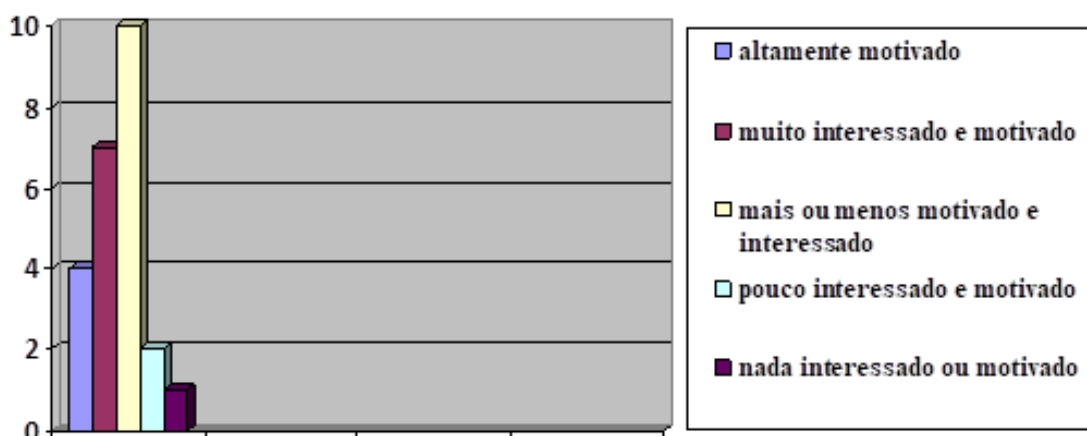 10
8
6
4
2
0
altamente motivado
muito interessado e motivado
mais ou menos motivado e
interessado
pouco interessado e motivado
nada interessado ou motivado